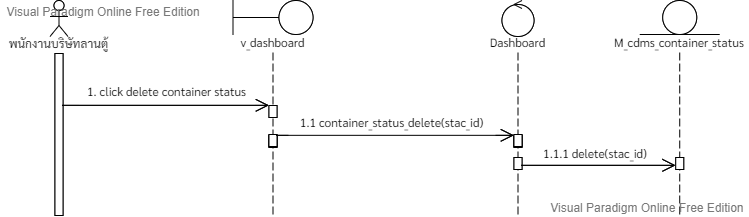 Visual Paradigm Online Free Edition
พนักงานบริษัทลานตู้
v_dashboard
Dashboard
M_cdms_container_status
1. click delete container status
1.1 container_status_delete(stac_id)
1.1.1 delete(stac_id)
Visual Paradigm Online Free Edition